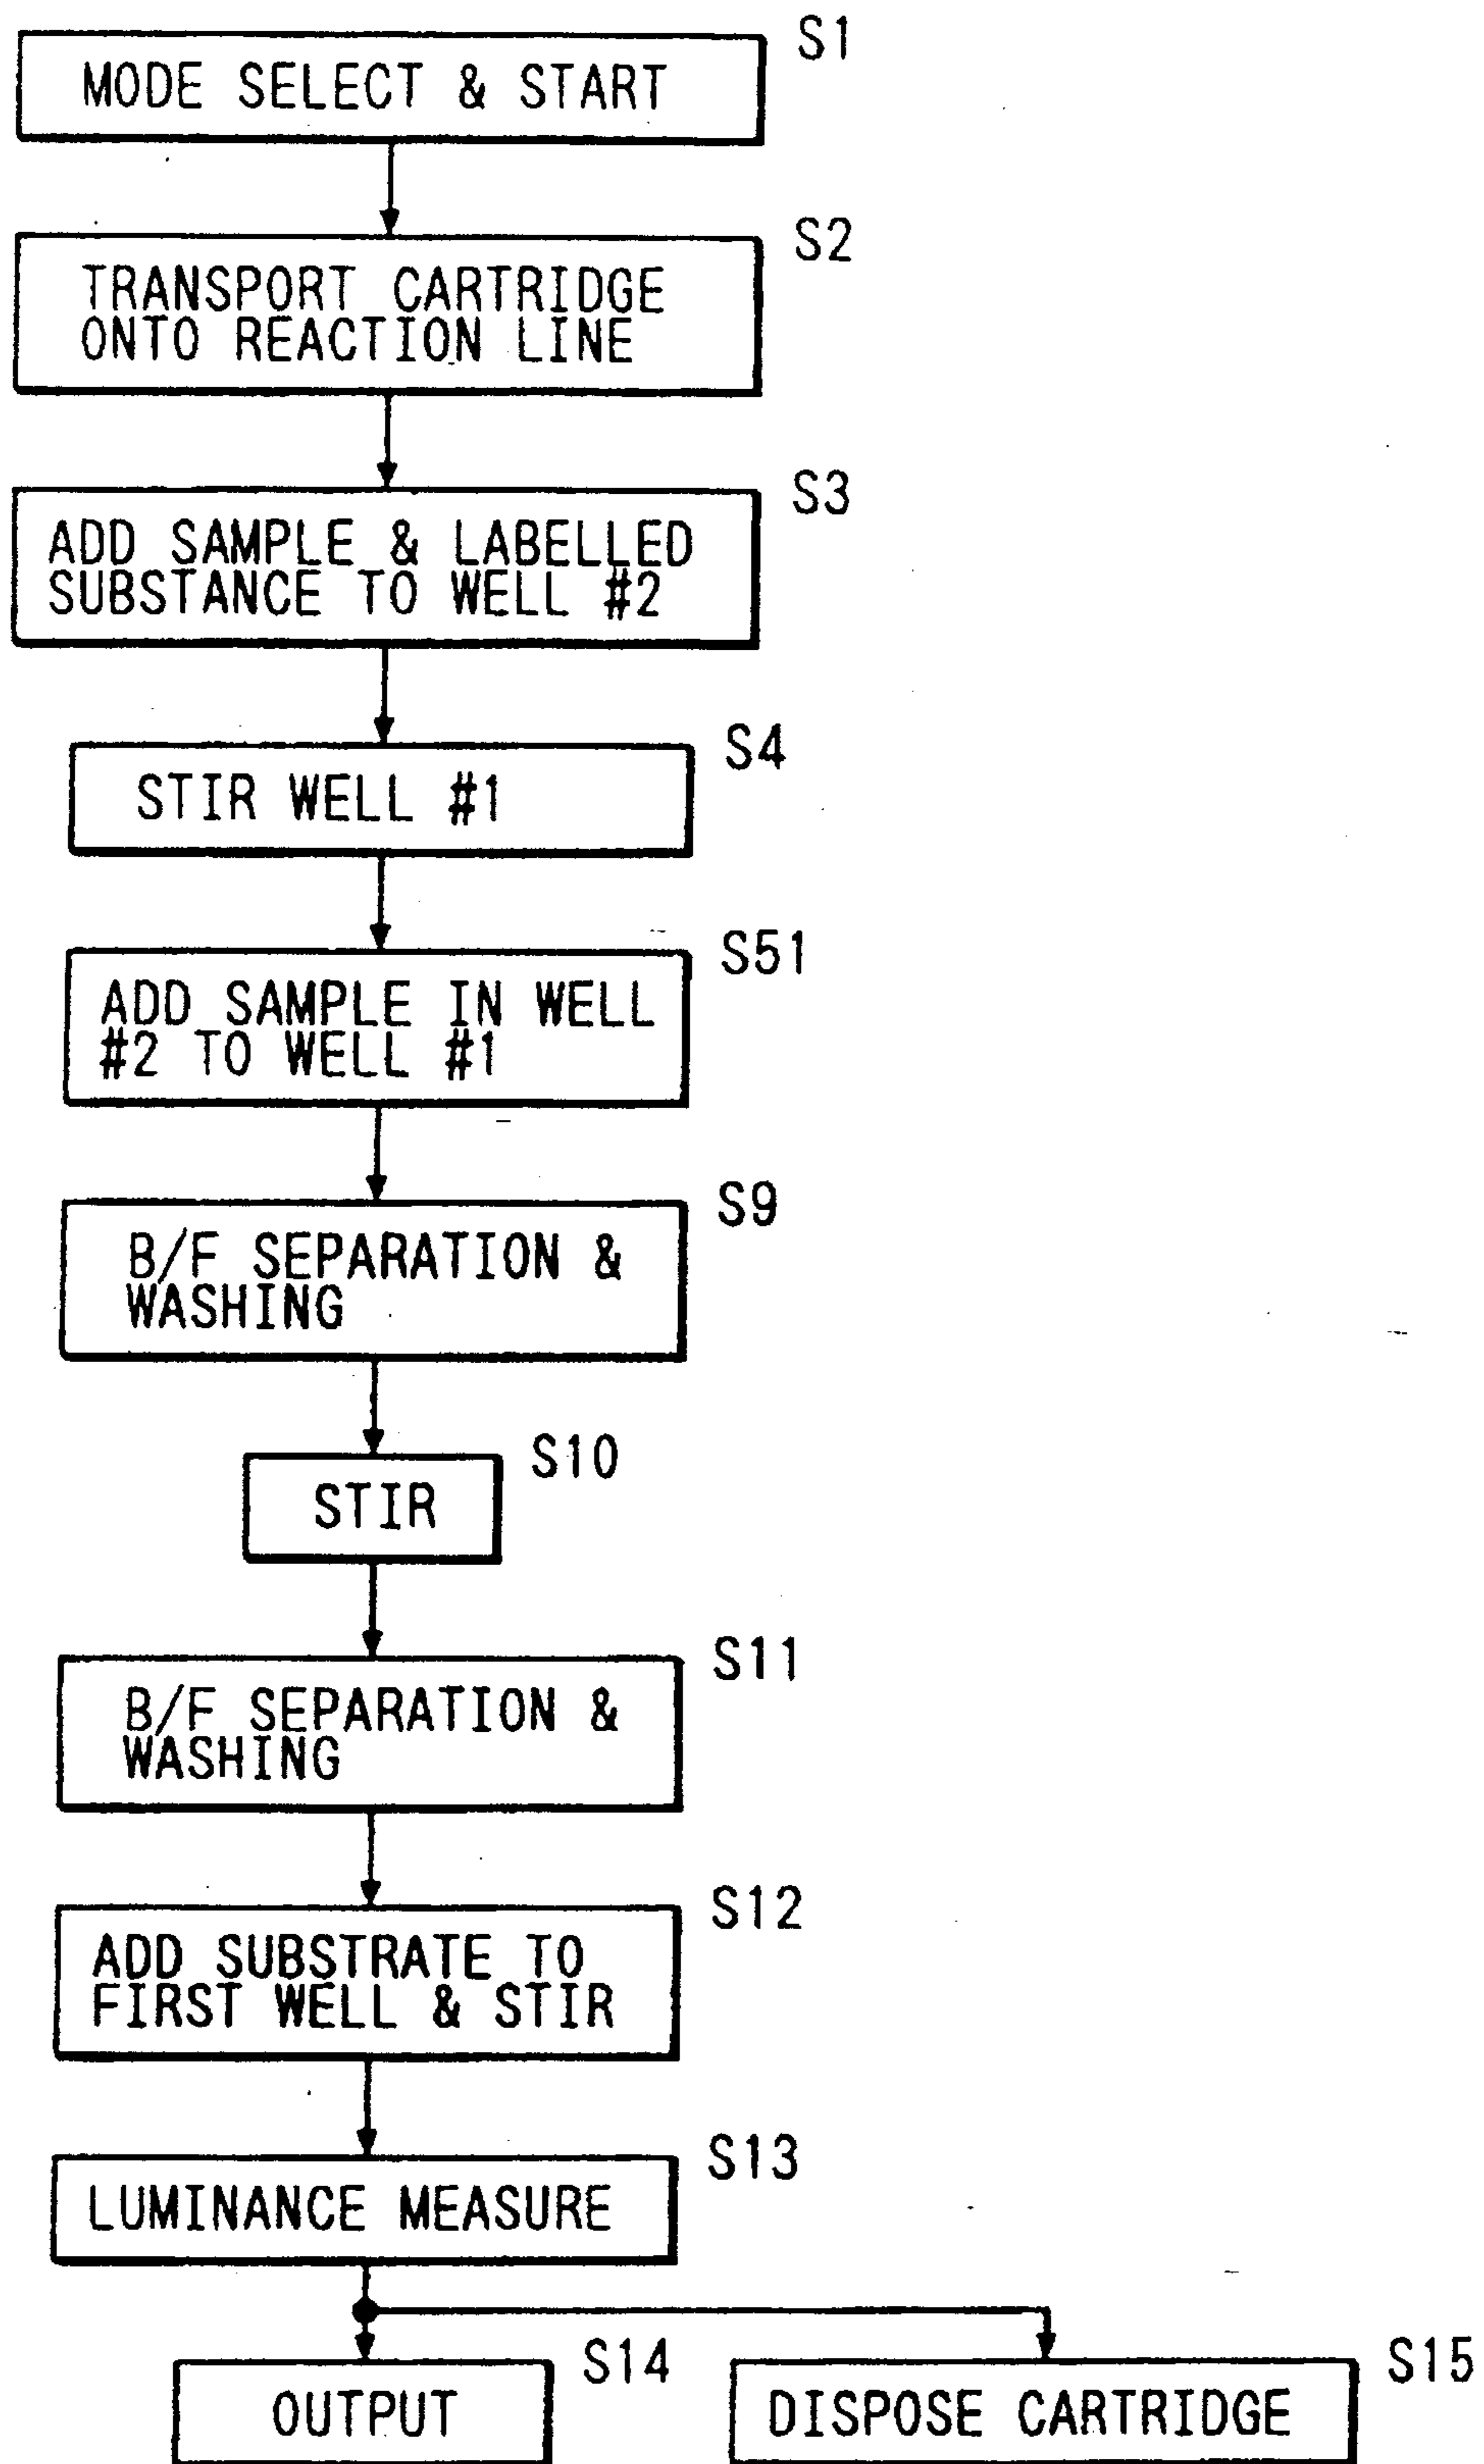 S1
MODE SELECT & START
S2
TRANSPORT CARTRIDGE
ONTO REACTION LINE
S3
ADD SAMPLE & LABELLED
SUBSTANCE TO WELL #2
S4
STIR WELL #1
S51
ADD SAMPLE IN WELL
#2 TO WELL #1
S9
B/F SEPARATION &
WASHING
S10
STIR
S11
B/F SEPARATION &
WASHING
S12
ADD SUBSTRATE TO
FIRST WELL & STIR
S13
LUMINANCE MEASURE
S14
OUTPUT
S15
DISPOSE CARTRIDGE